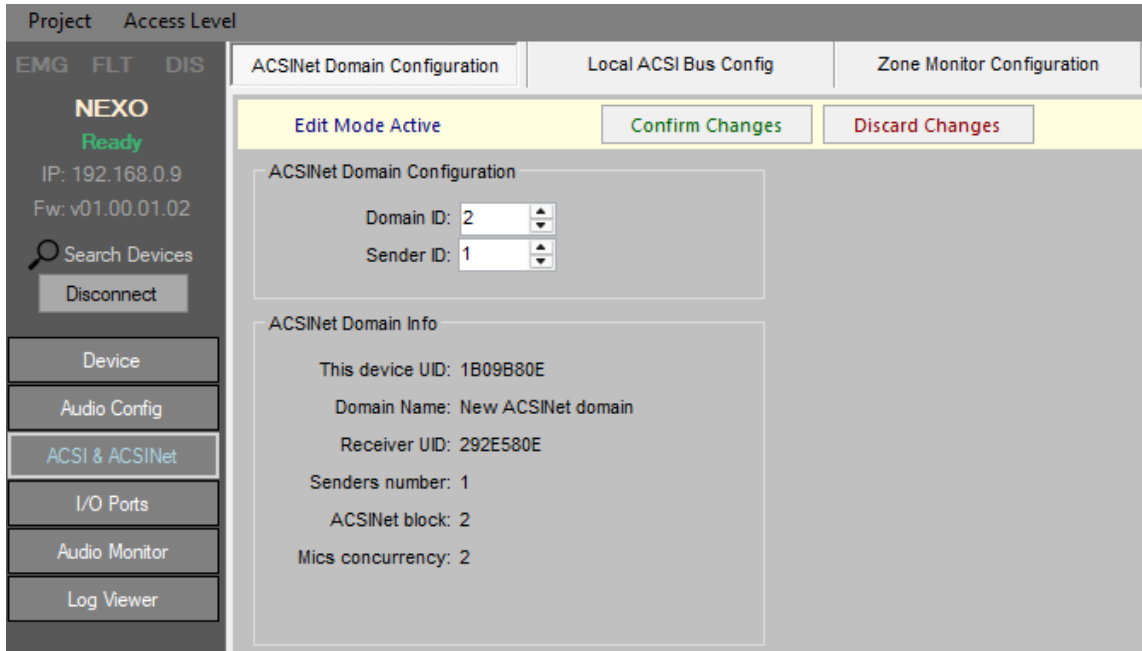 Project Access Level
EMG FLT DIS
NEXO
Ready
IP: 192.168.0.9
Fw: v01.00.01.02
Search Devices
Disconnect
Device
Audio Config
ACSI & ACSINet
I/O Ports
Audio Monitor
Log Viewer
ACSINet Domain Configuration
Local ACSI Bus Config
Zone Monitor Configuration
Edit Mode Active
Confirm Changes
Discard Changes
ACSINet Domain Configuration
Domain ID: 2
Sender ID: 1
ACSINet Domain Info
This device UID: 1B09B80E
Domain Name: New ACSINet domain
Receiver UID: 292E580E
Senders number: 1
ACSINet block: 2
Mics concurrency: 2